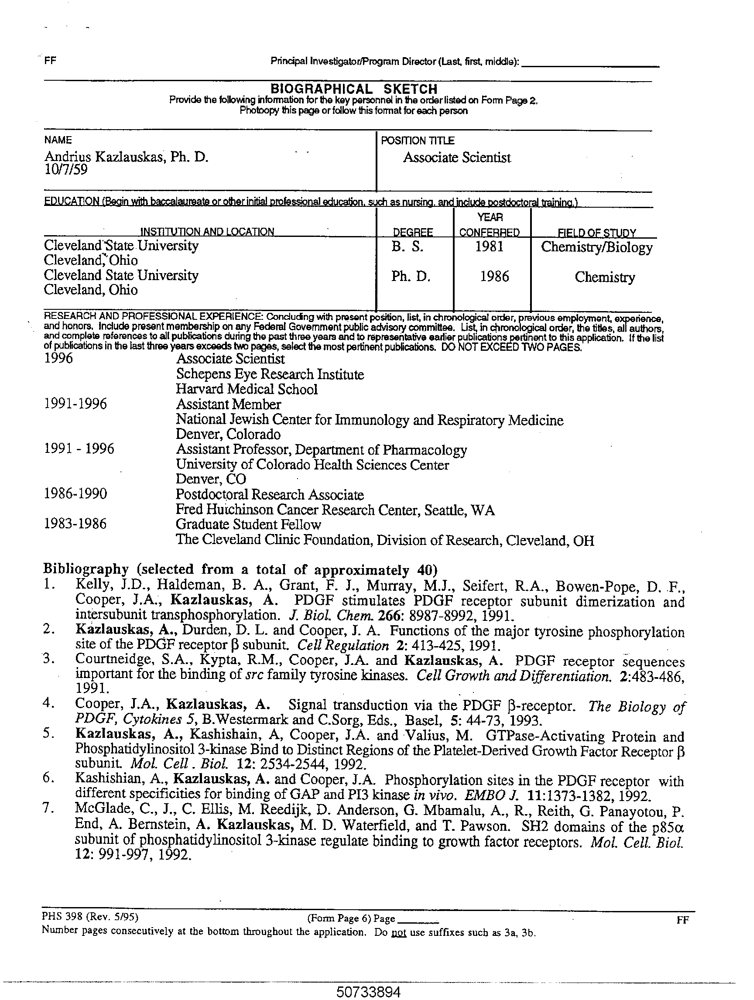 FF Principal Investigator/Program Director (Last, first, middle):
BIOGRAPHICAL SKETCH
Provide the following information for the key personnel in the order listed on Form Page 2.
Photocopy this page or follow this format for each person
NAME POSITION TITLE
Andrius Kazlauskas, Ph. D. Associate Scientist
10/7/59
EDUCATION (Begin with baccalaureate or other initial professional education, such as nursing, and include postdoctoral training.)
INSTITUTION AND LOCATION DEGREE YEAR CONFERRED FIELD OF STUDY
Cleveland State University B. S. 1981 Chemistry/Biology
Cleveland, Ohio
Cleveland State University Ph. D. 1986 Chemistry
Cleveland, Ohio
RESEARCH AND PROFESSIONAL EXPERIENCE: Concluding with present position, list, in chronological order, previous employment, experience,
and honors. Include present membership on any Federal Government public advisory committee. List, in chronological order, the titles, all authors,
and complete references to all publications during the past three years and to representative earlier publications pertinent to this application. If the list
of publications in the last three years exceeds two pages, select the most pertinent publications. DO NOT EXCEED TWO PAGES.
1996 Associate Scientist
Schepens Eye Research Institute
Harvard Medical School
1991-1996 Assistant Member
National Jewish Center for Immunology and Respiratory Medicine
Denver, Colorado
1991 - 1996 Assistant Professor, Department of Pharmacology
University of Colorado Health Sciences Center
Denver, CO
1986-1990 Postdoctoral Research Associate
Fred Hutchinson Cancer Research Center, Seattle, WA
1983-1986 Graduate Student Fellow
The Cleveland Clinic Foundation, Division of Research, Cleveland, OH
Bibliography (selected from a total of approximately 40)
1. Kelly, J.D., Haldeman, B. A., Grant, F. J., Murray, M.J., Seifert, R.A., Bowen-Pope, D. F.,
Cooper, J.A., Kazlauskas, A. PDGF stimulates PDGF receptor subunit dimerization and
intersubunit transphosphorylation. J. Biol. Chem. 266: 8987-8992, 1991.
2. Kazlauskas, A., Durden, D. L. and Cooper, J. A. Functions of the major tyrosine phosphorylation
site of the PDGF receptor β subunit. Cell Regulation 2: 413-425, 1991.
3. Courtneidge, S.A., Kypta, R.M., Cooper, J.A. and Kazlauskas, A. PDGF receptor sequences
important for the binding of src family tyrosine kinases. Cell Growth and Differentiation. 2:483-486,
1991.
4. Cooper, J.A., Kazlauskas, A. Signal transduction via the PDGF β-receptor. The Biology of
PDGF, Cytokines 5, B.Westermark and C.Sorg, Eds., Basel, 5: 44-73, 1993.
5. Kazlauskas, A., Kashishain, A, Cooper, J.A. and Valius, M. GTPase-Activating Protein and
Phosphatidylinositol 3-kinase Bind to Distinct Regions of the Platelet-Derived Growth Factor Receptor β
subunit. Mol. Cell . Biol. 12: 2534-2544, 1992.
6. Kashishian, A., Kazlauskas, A. and Cooper, J.A. Phosphorylation sites in the PDGF receptor with
different specificities for binding of GAP and PI3 kinase in vivo. EMBO J. 11:1373-1382, 1992.
7. McGlade, C., J., C. Ellis, M. Reedijk, D. Anderson, G. Mbamalu, A., R., Reith, G. Panayotou, P.
End, A. Bernstein, A. Kazlauskas, M. D. Waterfield, and T. Pawson. SH2 domains of the p85α
subunit of phosphatidylinositol 3-kinase regulate binding to growth factor receptors. Mol. Cell. Biol.
12: 991-997, 1992.
PHS 398 (Rev. 5/95) (Form Page 6) Page FF
Number pages consecutively at the bottom throughout the application. Do not use suffixes such as 3a, 3b.
50733894